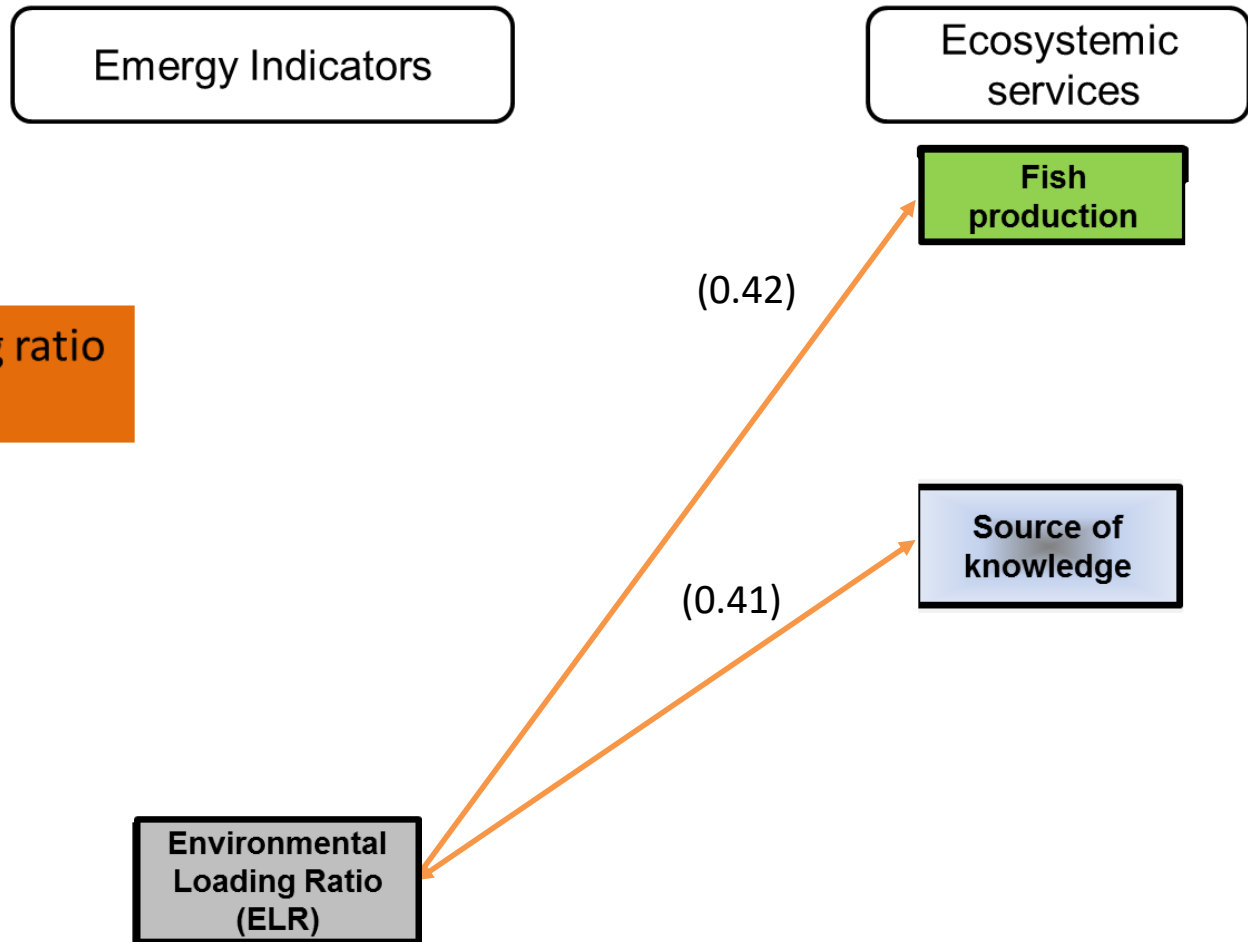 Emergy Indicators
Ecosystemic
services
Fish
production
(0.42)
ratio
Source of
knowledge
(0.41)
Environmental
Loading Ratio
(ELR)